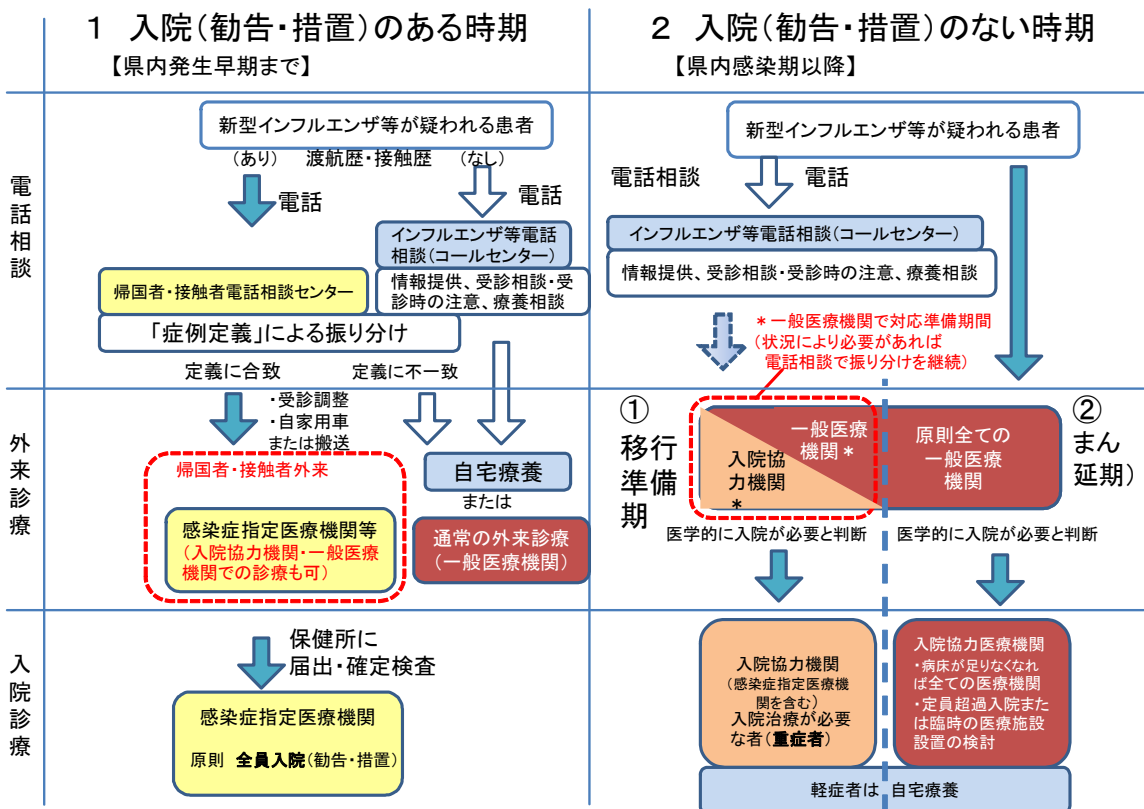 1 入院(勧告・措置)のある時期
【県内発生早期まで】
2 入院(勧告・措置)のない時期
【県内感染期以降】
電話相談
新型インフルエンザ等が疑われる患者
(あり) 渡航歴・接触歴 (なし)
電話
電話
インフルエンザ等電話
相談(コールセンター)
帰国者・接触者電話相談センター
情報提供、受診相談・受
診時の注意、療養相談
「症例定義」による振り分け
定義に合致
定義に不一致
新型インフルエンザ等が疑われる患者
電話相談
電話
インフルエンザ等電話相談(コールセンター)
情報提供、受診相談・受診時の注意、療養相談
*一般医療機関で対応準備期間
(状況により必要があれば
電話相談で振り分けを継続)
外来診療
・受診調整
・自家用車
または搬送
帰国者・接触者外来
感染症指定医療機関等
(入院協力機関・一般医療
機関での診療も可)
自宅療養
または
通常の外来診療
(一般医療機関)
①
移行
準備
期
一般医療
機関*
入院協
力機関
*
原則全ての
一般医療
機関
②
まん
延期)
医学的に入院が必要と判断
医学的に入院が必要と判断
入院診療
保健所に
届出・確定検査
感染症指定医療機関
原則 全員入院(勧告・措置)
入院協力機関
(感染症指定医療機
関を含む)
入院治療が必要
な者(重症者)
入院協力医療機関
・病床が足りなくなれ
ば全ての医療機関
・定員超過入院また
は臨時の医療施設
設置の検討
軽症者は 自宅療養